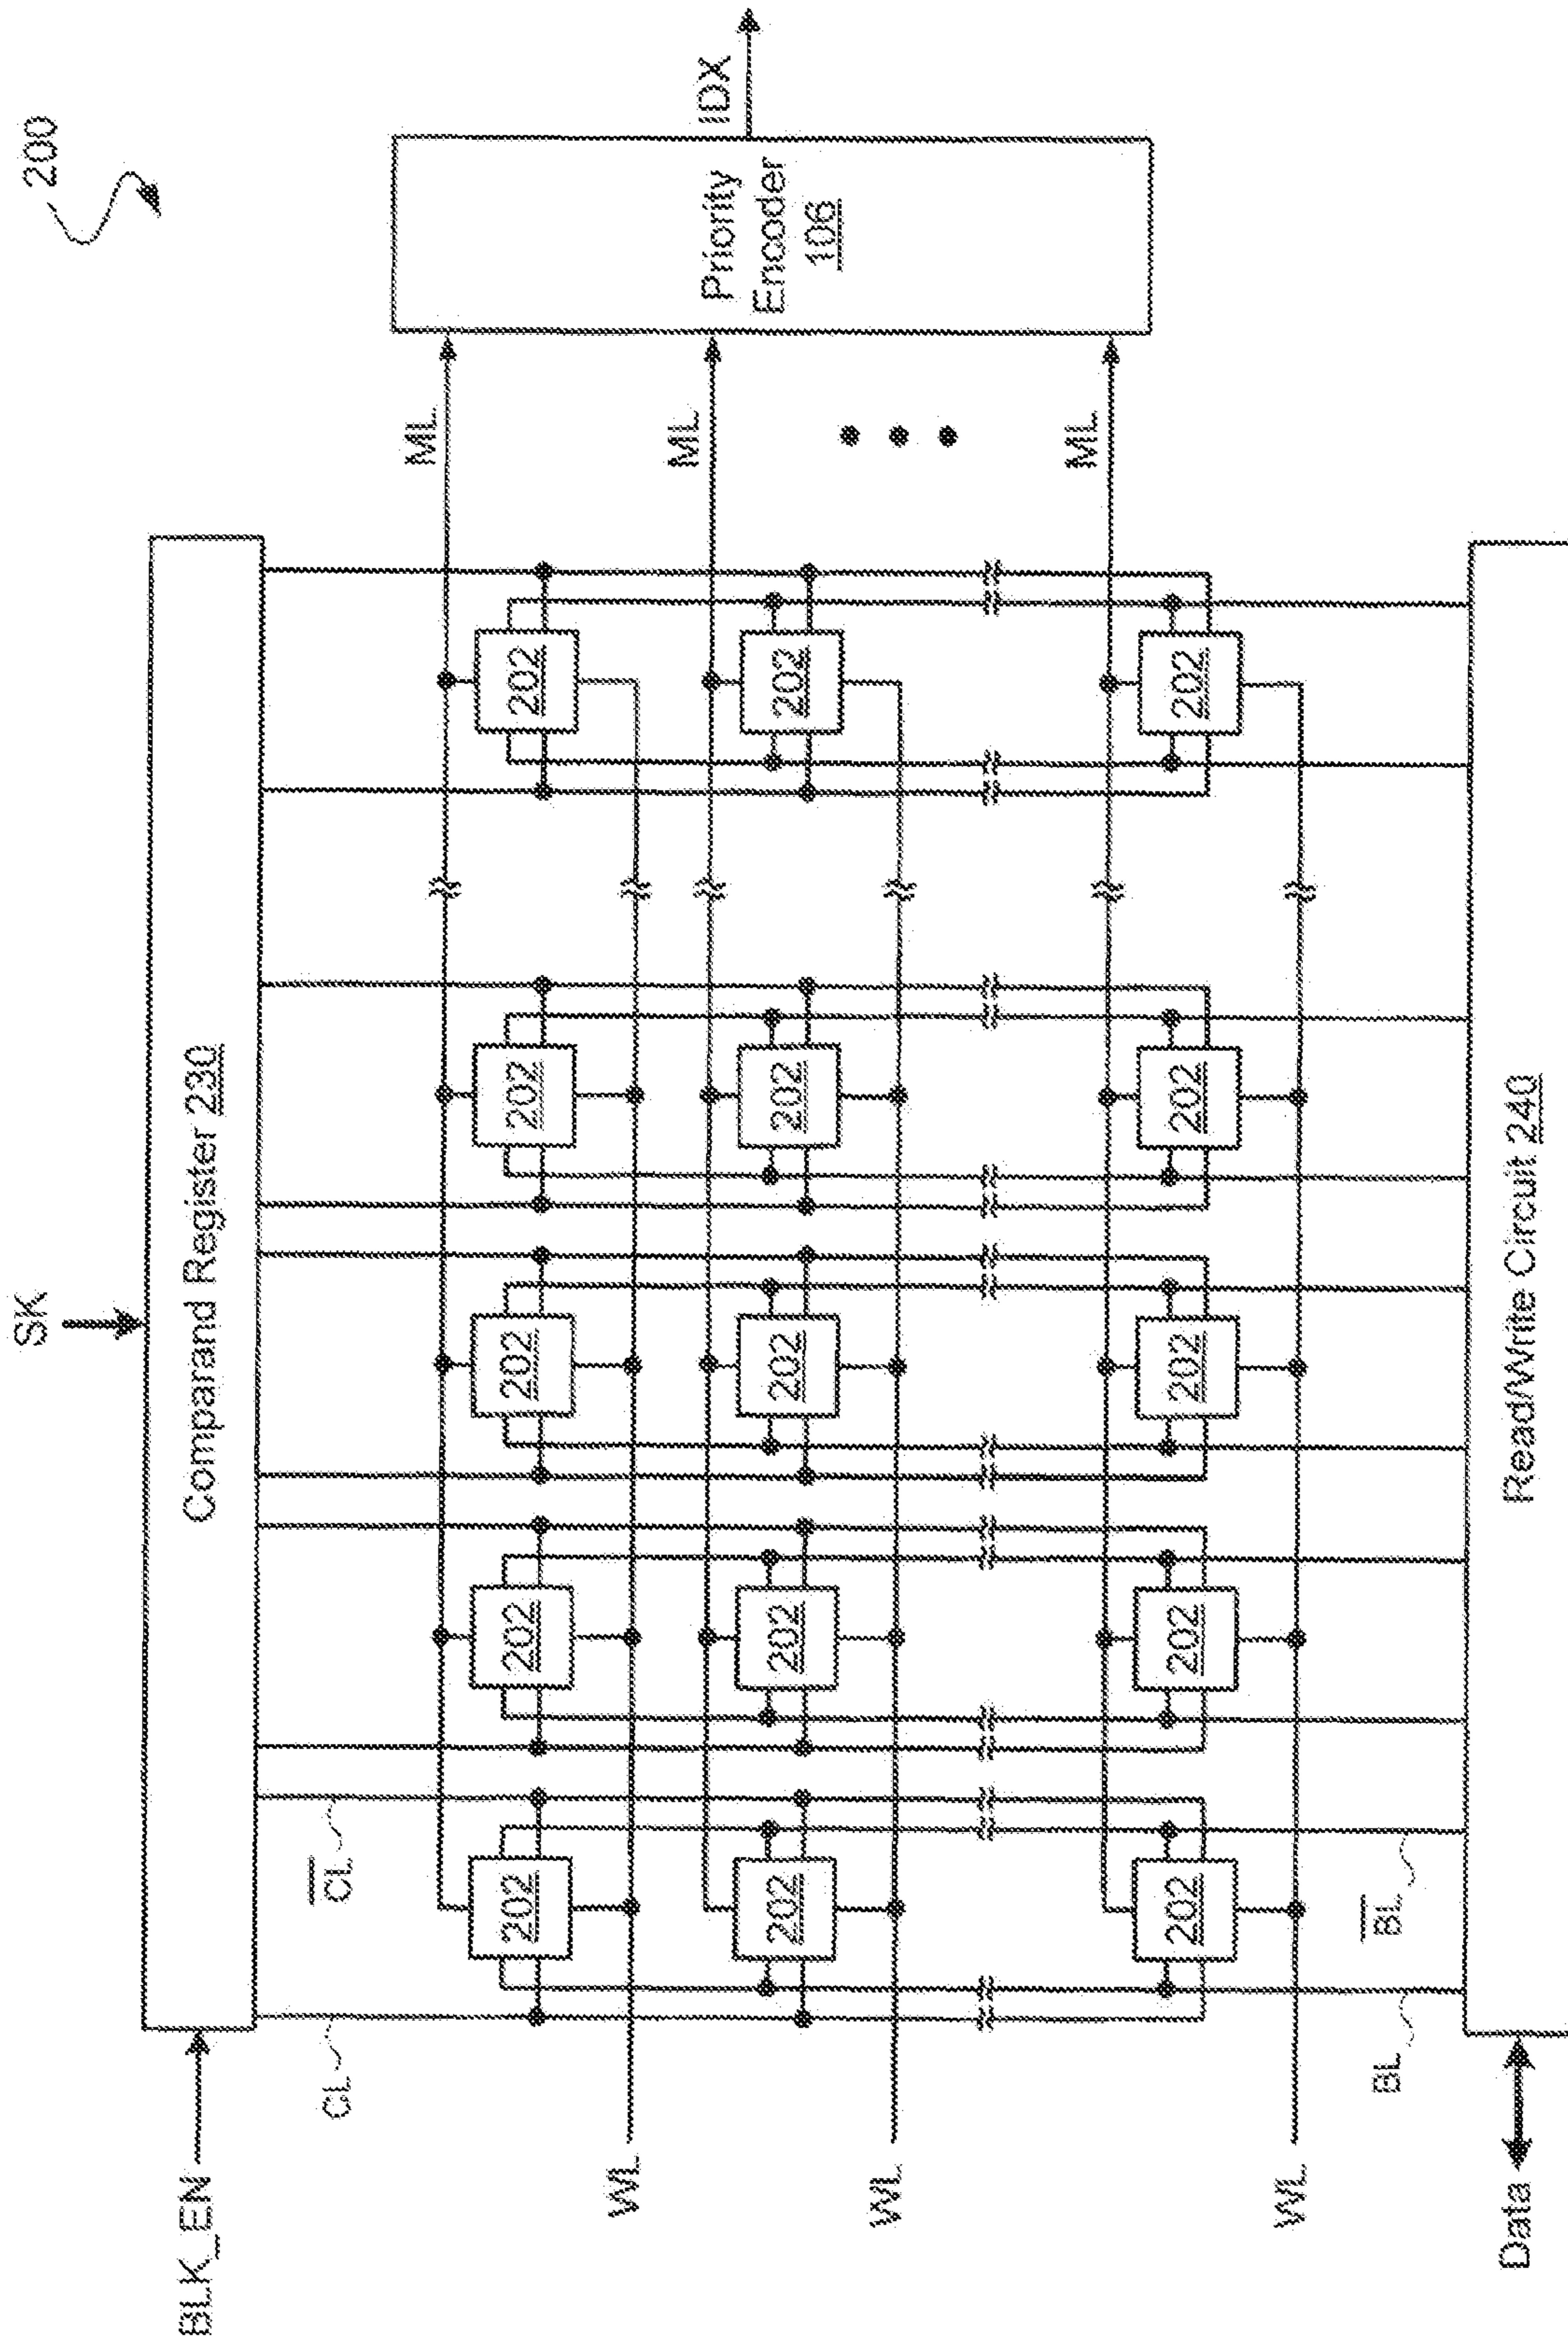 200
SK
BLK_EN
Comparand Register 230
CL
C̅L̅
ML
202 202 202 202 202
WL
ML
Priority
Encoder
106
IDX
202 202 202 202 202
WL
ML
202 202 202 202 202
WL
BL
B̅L̅
Data
Read/Write Circuit 240